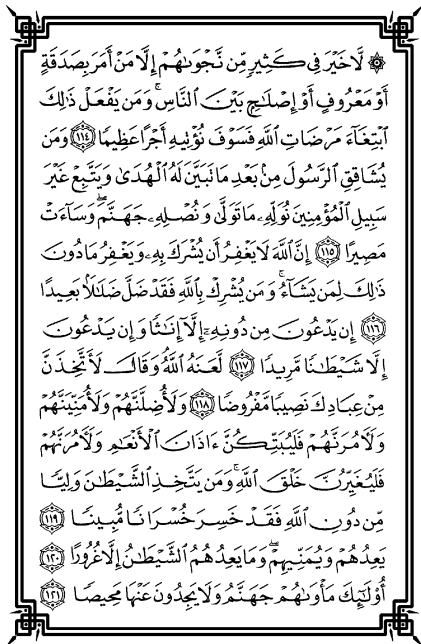 ۞ لَّا خَيْرَ فِي كَثِيرٍ مِّن نَّجْوَىٰهُمْ إِلَّا مَنْ أَمَرَ بِصَدَقَةٍ
أَوْ مَعْرُوفٍ أَوْ إِصْلَٰحٍۭ بَيْنَ ٱلنَّاسِ ۚ وَمَن يَفْعَلْ ذَٰلِكَ
ٱبْتِغَآءَ مَرْضَاتِ ٱللَّهِ فَسَوْفَ نُؤْتِيهِ أَجْرًا عَظِيمًا ١١٤ وَمَن
يُشَاقِقِ ٱلرَّسُولَ مِنۢ بَعْدِ مَا تَبَيَّنَ لَهُ ٱلْهُدَىٰ وَيَتَّبِعْ غَيْرَ
سَبِيلِ ٱلْمُؤْمِنِينَ نُوَلِّهِۦ مَا تَوَلَّىٰ وَنُصْلِهِۦ جَهَنَّمَ ۖ وَسَآءَتْ
مَصِيرًا ١١٥ إِنَّ ٱللَّهَ لَا يَغْفِرُ أَن يُشْرَكَ بِهِۦ وَيَغْفِرُ مَا دُونَ
ذَٰلِكَ لِمَن يَشَآءُ ۚ وَمَن يُشْرِكْ بِٱللَّهِ فَقَدْ ضَلَّ ضَلَٰلًۢا بَعِيدًا
١١٦ إِن يَدْعُونَ مِن دُونِهِۦٓ إِلَّآ إِنَٰثًا وَإِن يَدْعُونَ
إِلَّا شَيْطَٰنًا مَّرِيدًا ١١٧ لَّعَنَهُ ٱللَّهُ ۘ وَقَالَ لَأَتَّخِذَنَّ
مِنْ عِبَادِكَ نَصِيبًا مَّفْرُوضًا ١١٨ وَلَأُضِلَّنَّهُمْ وَلَأُمَنِّيَنَّهُمْ
وَلَءَامُرَنَّهُمْ فَلَيُبَتِّكُنَّ ءَاذَانَ ٱلْأَنْعَٰمِ وَلَءَامُرَنَّهُمْ
فَلَيُغَيِّرُنَّ خَلْقَ ٱللَّهِ ۚ وَمَن يَتَّخِذِ ٱلشَّيْطَٰنَ وَلِيًّا
مِّن دُونِ ٱللَّهِ فَقَدْ خَسِرَ خُسْرَانًا مُّبِينًا ١١٩
يَعِدُهُمْ وَيُمَنِّيهِمْ ۖ وَمَا يَعِدُهُمُ ٱلشَّيْطَٰنُ إِلَّا غُرُورًا ١٢٠
أُو۟لَٰٓئِكَ مَأْوَىٰهُمْ جَهَنَّمُ وَلَا يَجِدُونَ عَنْهَا مَحِيصًا ١٢١